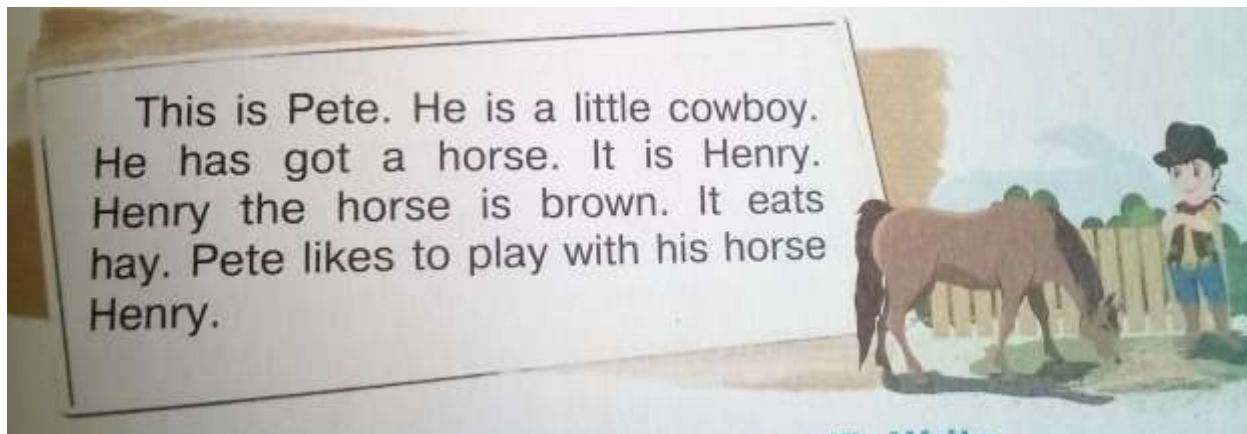 This is Pete. He is a little cowboy.
He has got a horse. It is Henry.
Henry the horse is brown. It eats
hay. Pete likes to play with his horse
Henry.